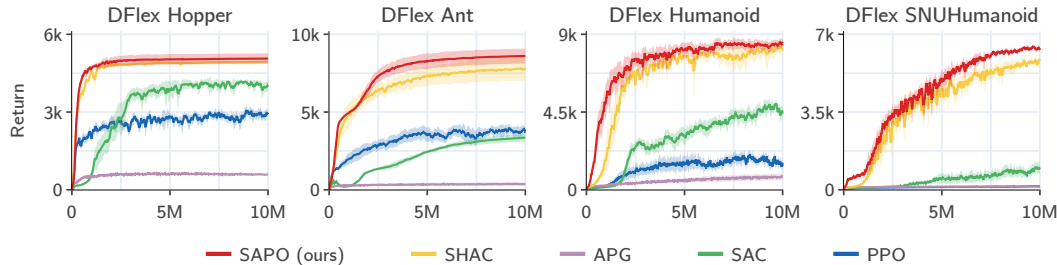 DFlex Hopper DFlex Ant DFlex Humanoid DFlex SNUHumanoid
Return
6k
3k
0
0 5M 10M
10k
5k
0
0 5M 10M
9k
4.5k
0
0 5M 10M
7k
3.5k
0
0 5M 10M
SAPO (ours) SHAC APG SAC PPO